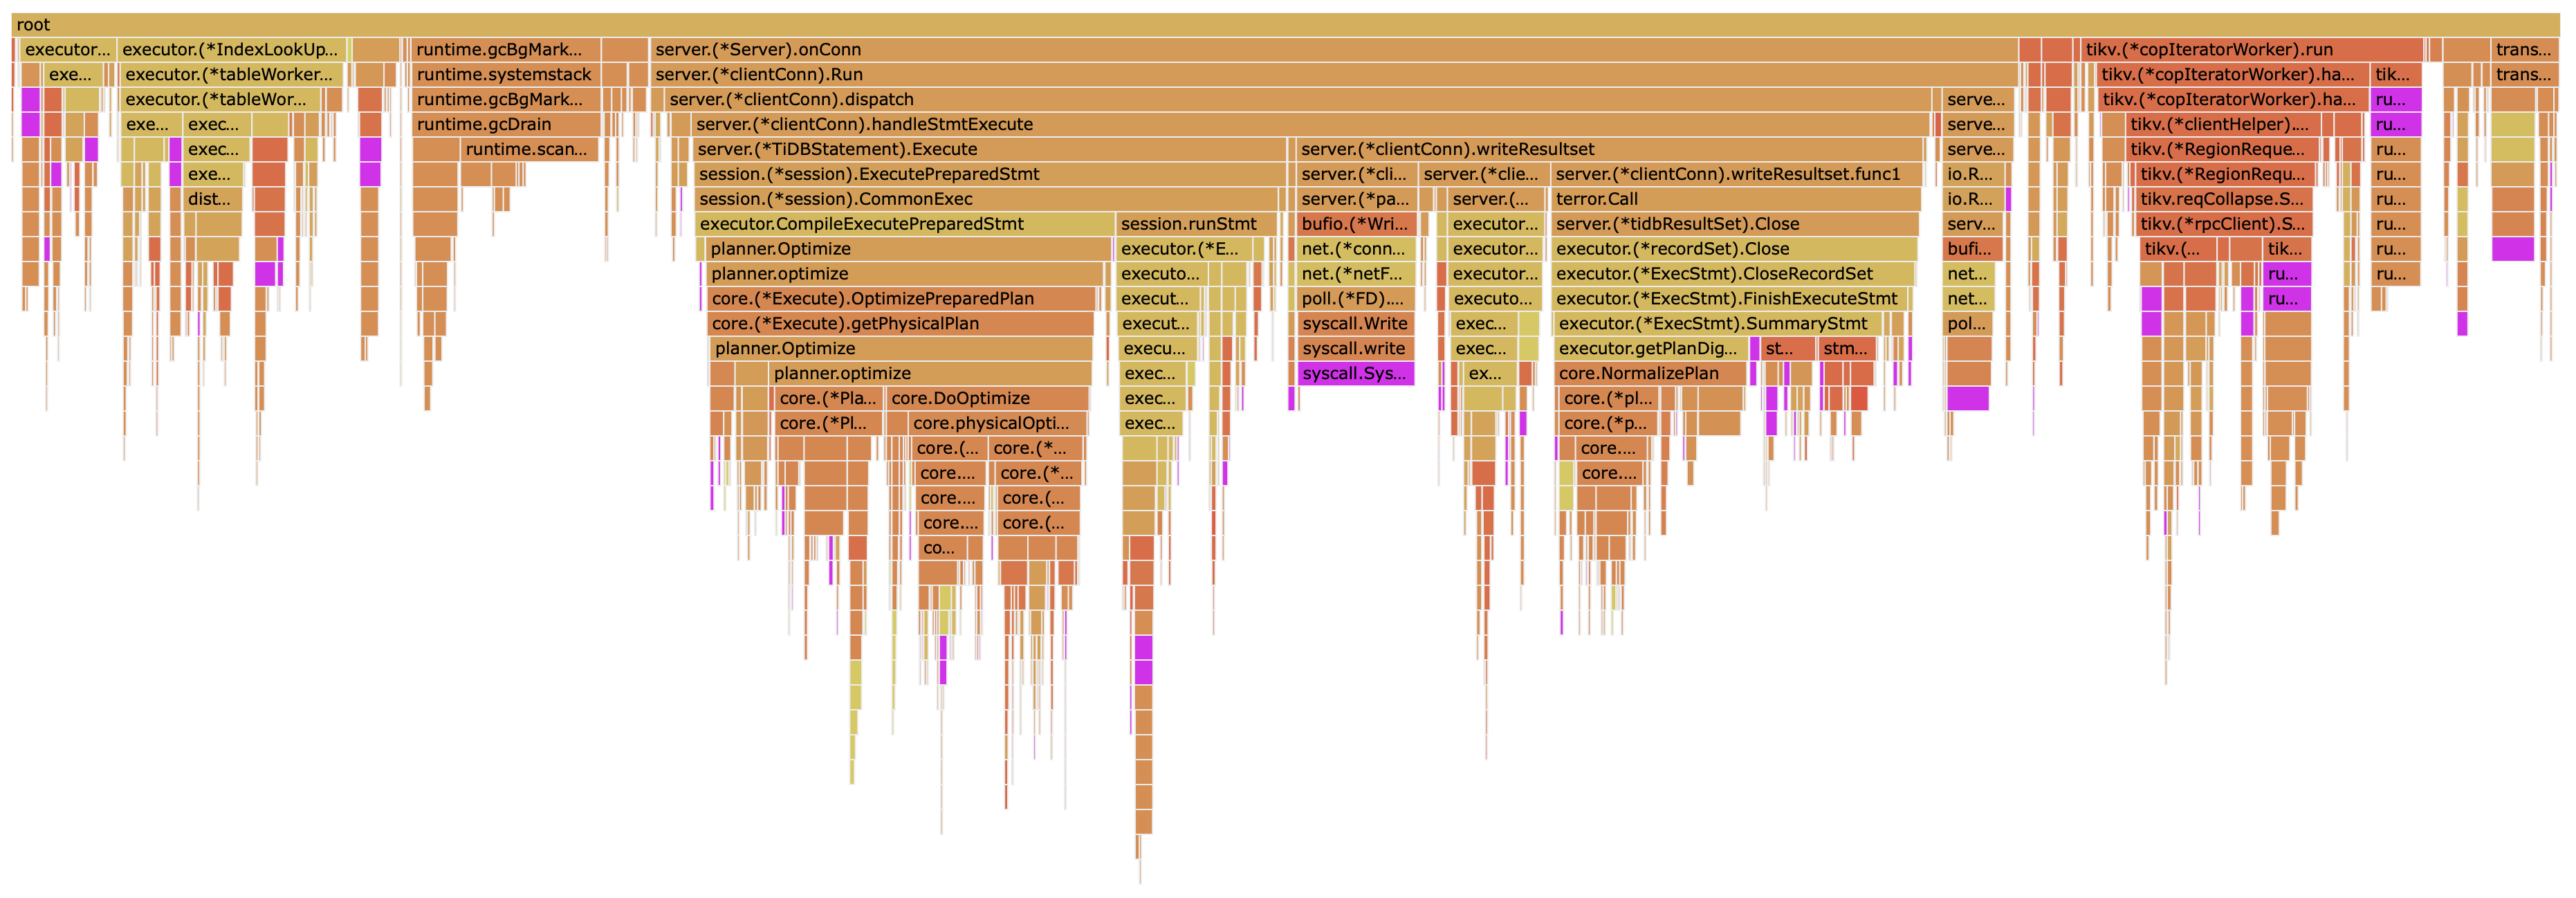 root
executor... executor.(*IndexLookUp... runtime.gcBgMark... server.(*Server).onConn tikv.(*copIteratorWorker).run trans...
exe... executor.(*tableWorker... runtime.systemstack server.(*clientConn).Run tikv.(*copIteratorWorker).ha... tik... trans...
executor.(*tableWor... runtime.gcBgMark... server.(*clientConn).dispatch serve... tikv.(*copIteratorWorker).ha... ru...
exe... exec... runtime.gcDrain server.(*clientConn).handleStmtExecute serve... tikv.(*clientHelper).... ru...
exec... runtime.scan... server.(*TiDBStatement).Execute server.(*clientConn).writeResultset serve... tikv.(*RegionReque... ru...
exe... session.(*session).ExecutePreparedStmt server.(*cli... server.(*clie... server.(*clientConn).writeResultset.func1 io.R... tikv.(*RegionRequ... ru...
dist... session.(*session).CommonExec server.(*pa... server.(... terror.Call io.R... tikv.reqCollapse.S... ru...
executor.CompileExecutePreparedStmt session.runStmt bufio.(*Wri... executor... server.(*tidbResultSet).Close serv... tikv.(*rpcClient).S... ru...
planner.Optimize executor.(*E... net.(*conn... executor... executor.(*recordSet).Close bufi... tikv.(... tik... ru...
planner.optimize executo... net.(*netF... executor... executor.(*ExecStmt).CloseRecordSet net... ru... ru...
core.(*Execute).OptimizePreparedPlan execut... poll.(*FD).... executo... executor.(*ExecStmt).FinishExecuteStmt net... ru...
core.(*Execute).getPhysicalPlan execut... syscall.Write exec... executor.(*ExecStmt).SummaryStmt pol...
planner.Optimize execu... syscall.write exec... executor.getPlanDig... st... stm...
planner.optimize exec... syscall.Sys... ex... core.NormalizePlan
core.(*Pla... core.DoOptimize exec... core.(*pl...
core.(*Pl... core.physicalOpti... exec... core.(*p...
core.(... core.(*... core....
core.... core.(*... core....
core.... core.(...
core.... core.(...
co...